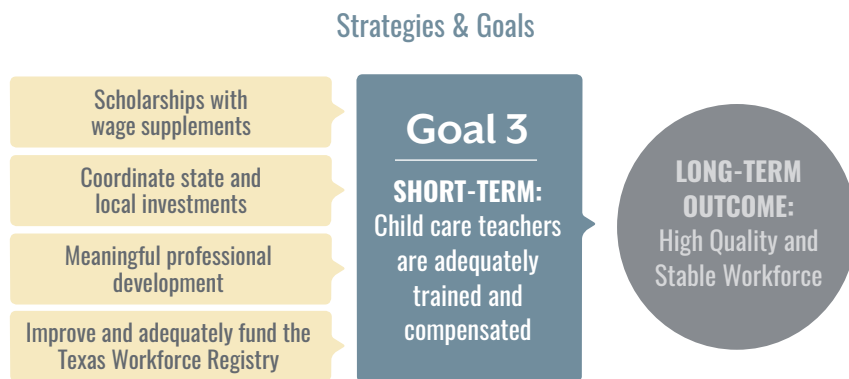 Strategies & Goals
Scholarships with
wage supplements
Coordinate state and
local investments
Meaningful professional
development
Improve and adequately fund the
Texas Workforce Registry
Goal 3
SHORT-TERM:
Child care teachers
are adequately
trained and
compensated
LONG-TERM
OUTCOME:
High Quality and
Stable Workforce